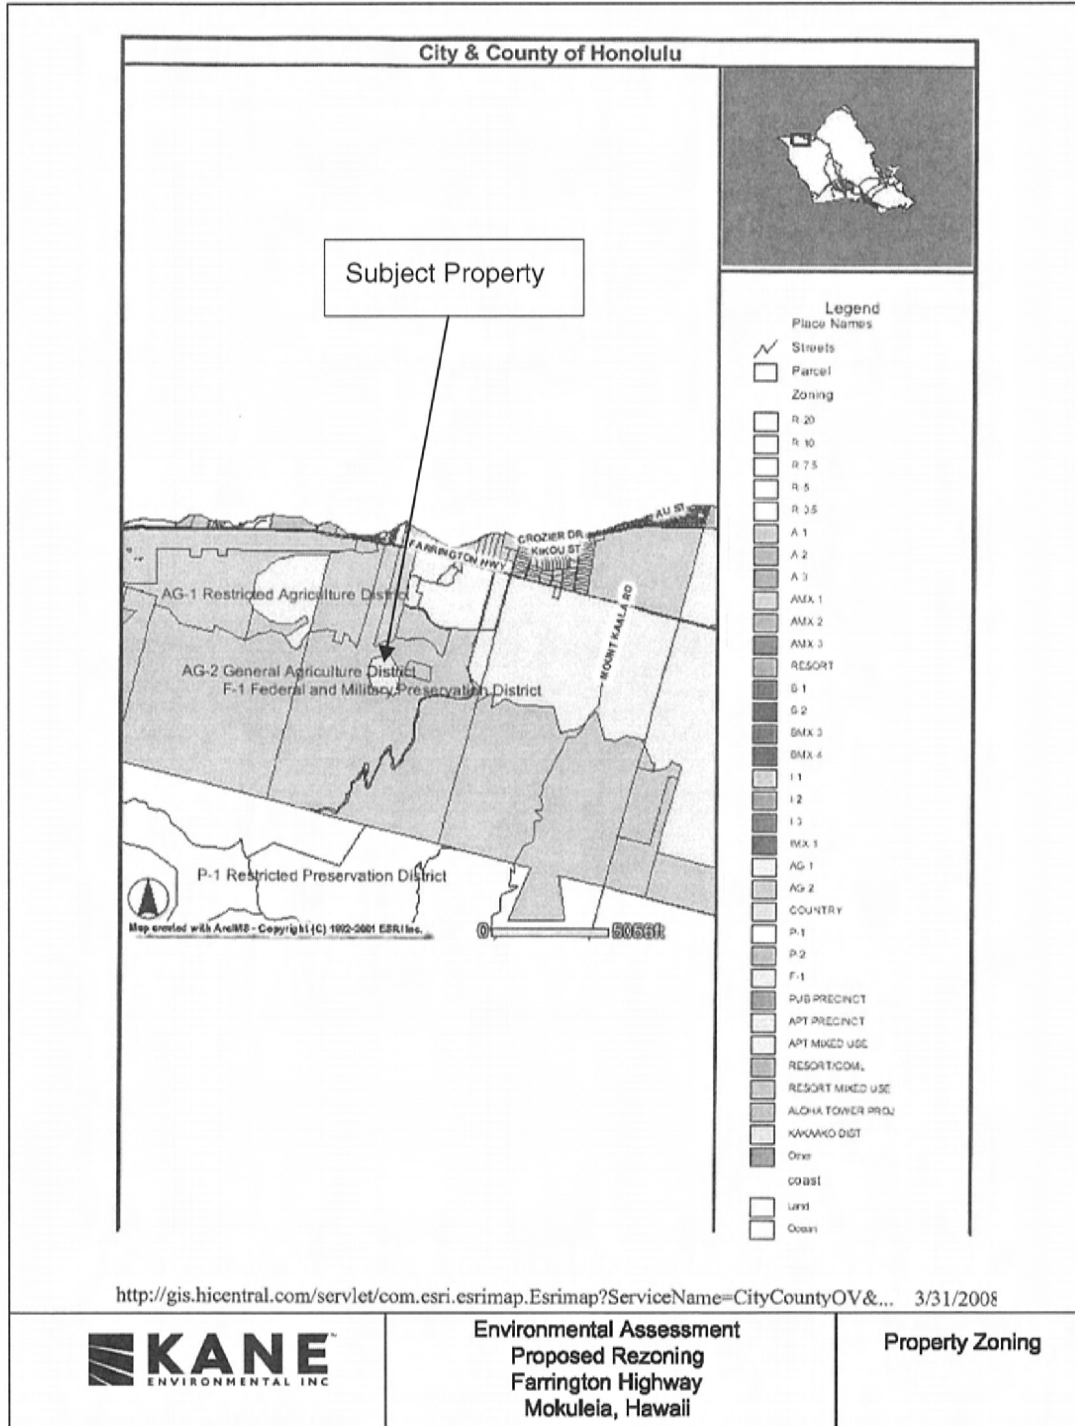 City & County of Honolulu
Subject Property
CROZIER DR
KIKOU ST
AU ST
FARRINGTON HWY
MOUNT KAALA RD
AG-1 Restricted Agriculture District
AG-2 General Agriculture District
F-1 Federal and Military Preservation District
P-1 Restricted Preservation District
Map created with ArcIMS - Copyright (C) 1992-2001 ESRI Inc.
0 5056ft
Legend
Place Names
Streets
Parcel
Zoning
R-20
R-10
R-7.5
R-5
R-3.5
A-1
A-2
A-3
AMX-1
AMX-2
AMX-3
RESORT
B-1
B-2
BMX-3
BMX-4
I-1
I-2
I-3
IMX-1
AG-1
AG-2
COUNTRY
P-1
P-2
F-1
PUB PRECINCT
APT PRECINCT
APT MIXED USE
RESORT/COML
RESORT MIXED USE
ALOHA TOWER PROJ
KAKAAKO DIST
coast
Land
Ocean
http://gis.hicentral.com/servlet/com.esri.esrimap.Esrimap?ServiceName=CityCountyOV&... 3/31/2008
KANE
ENVIRONMENTAL INC
Environmental Assessment
Proposed Rezoning
Farrington Highway
Mokuleia, Hawaii
Property Zoning